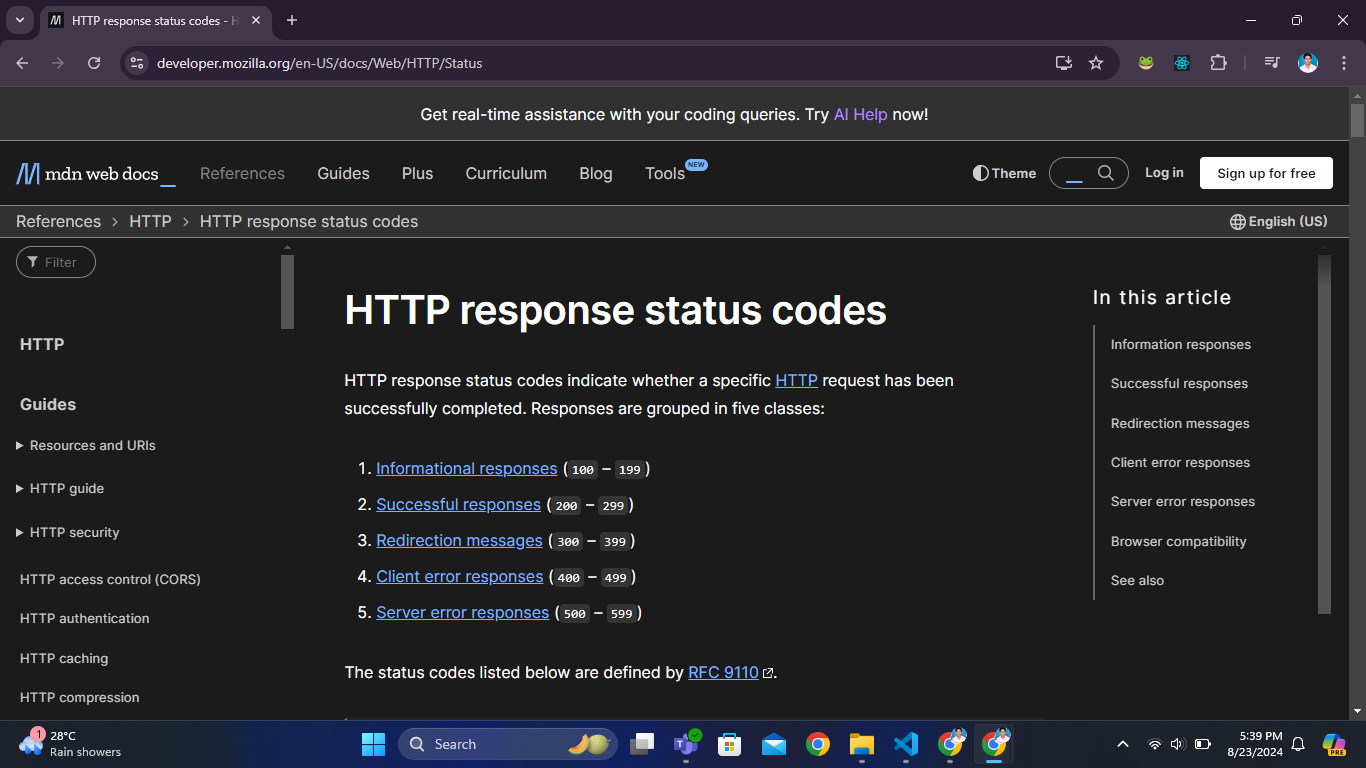 HTTP response status codes - H
developer.mozilla.org/en-US/docs/Web/HTTP/Status
Get real-time assistance with your coding queries. Try AI Help now!
mdn web docs_
References
Guides
Plus
Curriculum
Blog
Tools NEW
Theme
Log in
Sign up for free
References > HTTP > HTTP response status codes
English (US)
Filter
HTTP
Guides
Resources and URIs
HTTP guide
HTTP security
HTTP access control (CORS)
HTTP authentication
HTTP caching
HTTP compression
HTTP response status codes
HTTP response status codes indicate whether a specific HTTP request has been
successfully completed. Responses are grouped in five classes:
1. Informational responses (100 – 199)
2. Successful responses (200 – 299)
3. Redirection messages (300 – 399)
4. Client error responses (400 – 499)
5. Server error responses (500 – 599)
The status codes listed below are defined by RFC 9110.
In this article
Information responses
Successful responses
Redirection messages
Client error responses
Server error responses
Browser compatibility
See also
1
28°C
Rain showers
Search
PRE
5:39 PM
8/23/2024